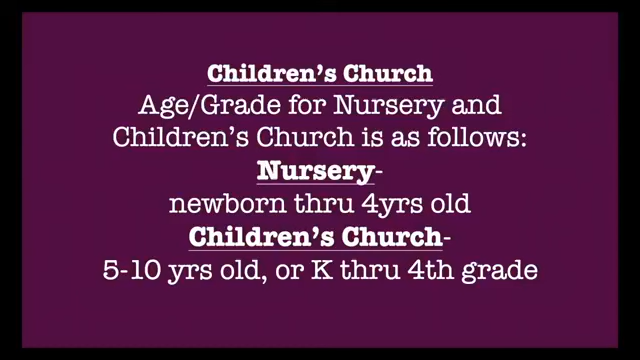 Children's Church
Age/Grade for Nursery and
Children's Church is as follows:
Nursery-
newborn thru 4yrs old
Children's Church-
5-10 yrs old, or K thru 4th grade